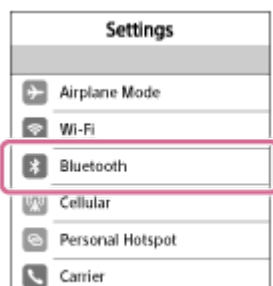 Settings
Airplane Mode
Wi-Fi
Bluetooth
Cellular
Personal Hotspot
Carrier